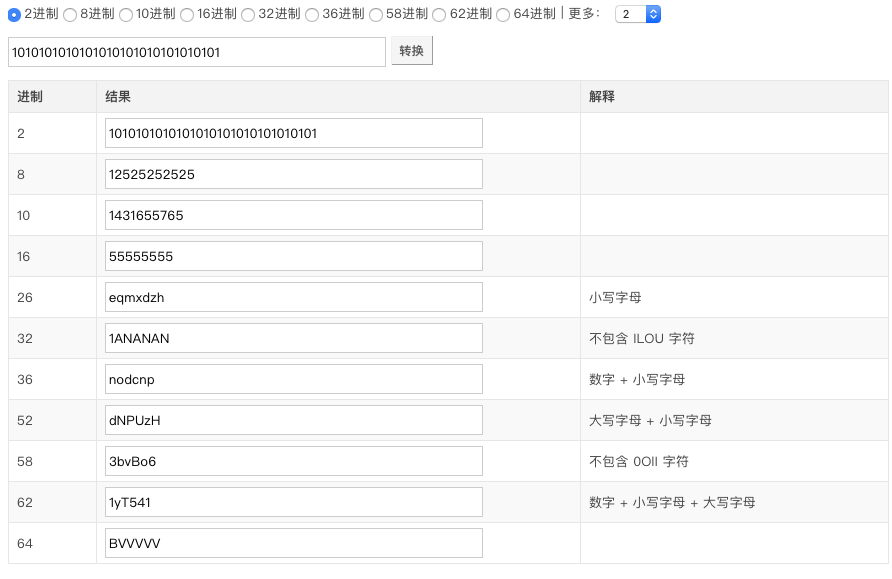 2进制 8进制 10进制 16进制 32进制 36进制 58进制 62进制 64进制 | 更多： 2
1010101010101010101010101010101 转换
进制 结果 解释
2 1010101010101010101010101010101
8 12525252525
10 1431655765
16 55555555
26 eqmxdzh 小写字母
32 1ANANAN 不包含 ILOU 字符
36 nodcnp 数字 + 小写字母
52 dNPUzH 大写字母 + 小写字母
58 3bvBo6 不包含 0OIl 字符
62 1yT541 数字 + 小写字母 + 大写字母
64 BVVVVV